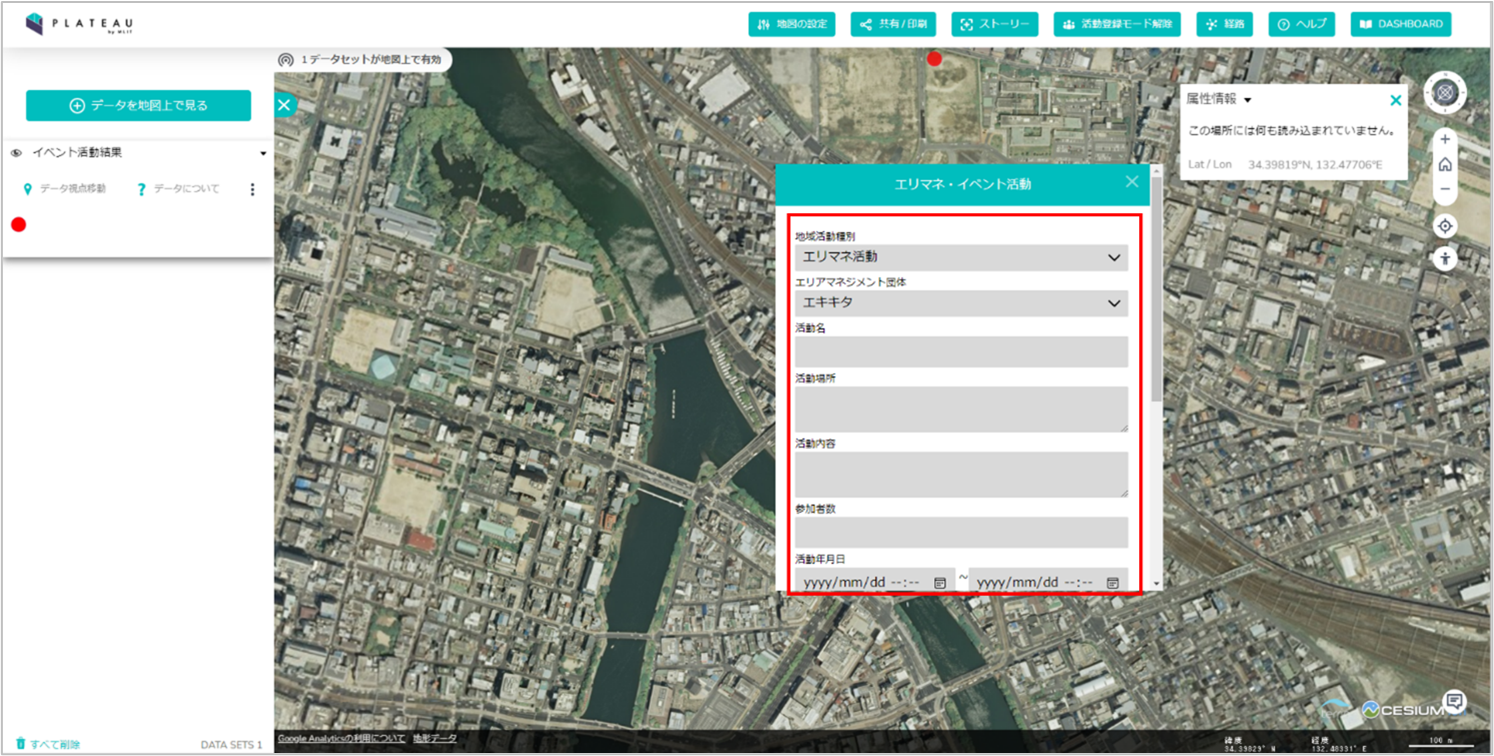 PLATEAU
by MLIT
地図の設定
共有/印刷
ストーリー
活動登録モード解除
経路
ヘルプ
DASHBOARD
1データセットが地図上で有効
データを地図上で見る
イベント活動結果
データ視点移動
データについて
すべて削除
DATA SETS 1
属性情報
この場所には何も読み込まれていません。
Lat / Lon 34.39819°N, 132.47706°E
エリマネ・イベント活動
地域活動種別
エリマネ活動
エリアマネジメント団体
エキキタ
活動名
活動場所
活動内容
参加者数
活動年月日
yyyy/mm/dd --:-- ~ yyyy/mm/dd --:--
Google Analyticsの利用について 地形データ
CESIUM
緯度
34.39829° N
経度
132.48331° E
100 m